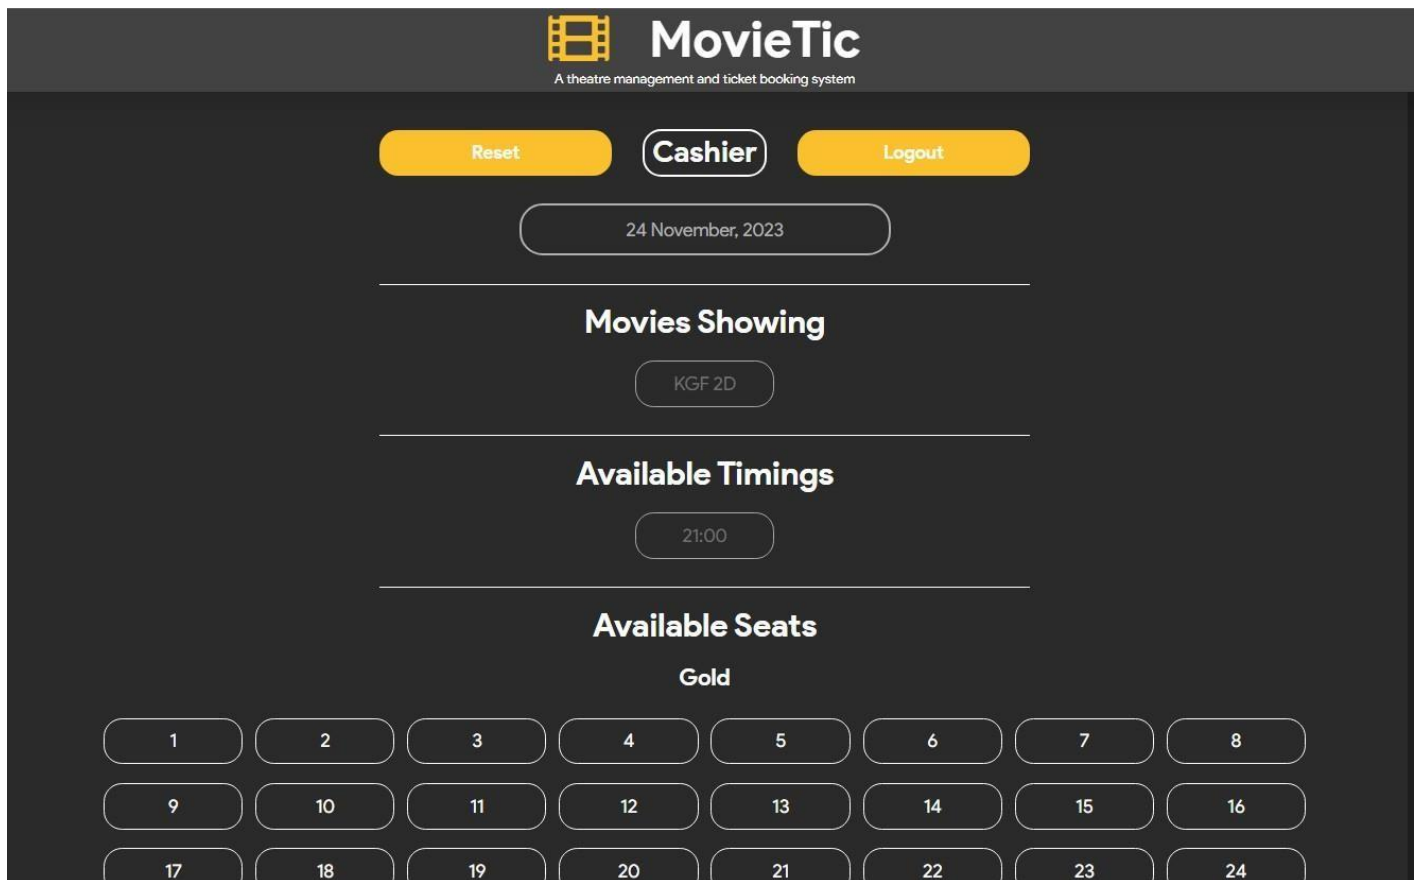 MovieTic
A theatre management and ticket booking system
Reset Cashier Logout
24 November, 2023
Movies Showing
KGF 2D
Available Timings
21:00
Available Seats
Gold
1 2 3 4 5 6 7 8
9 10 11 12 13 14 15 16
17 18 19 20 21 22 23 24